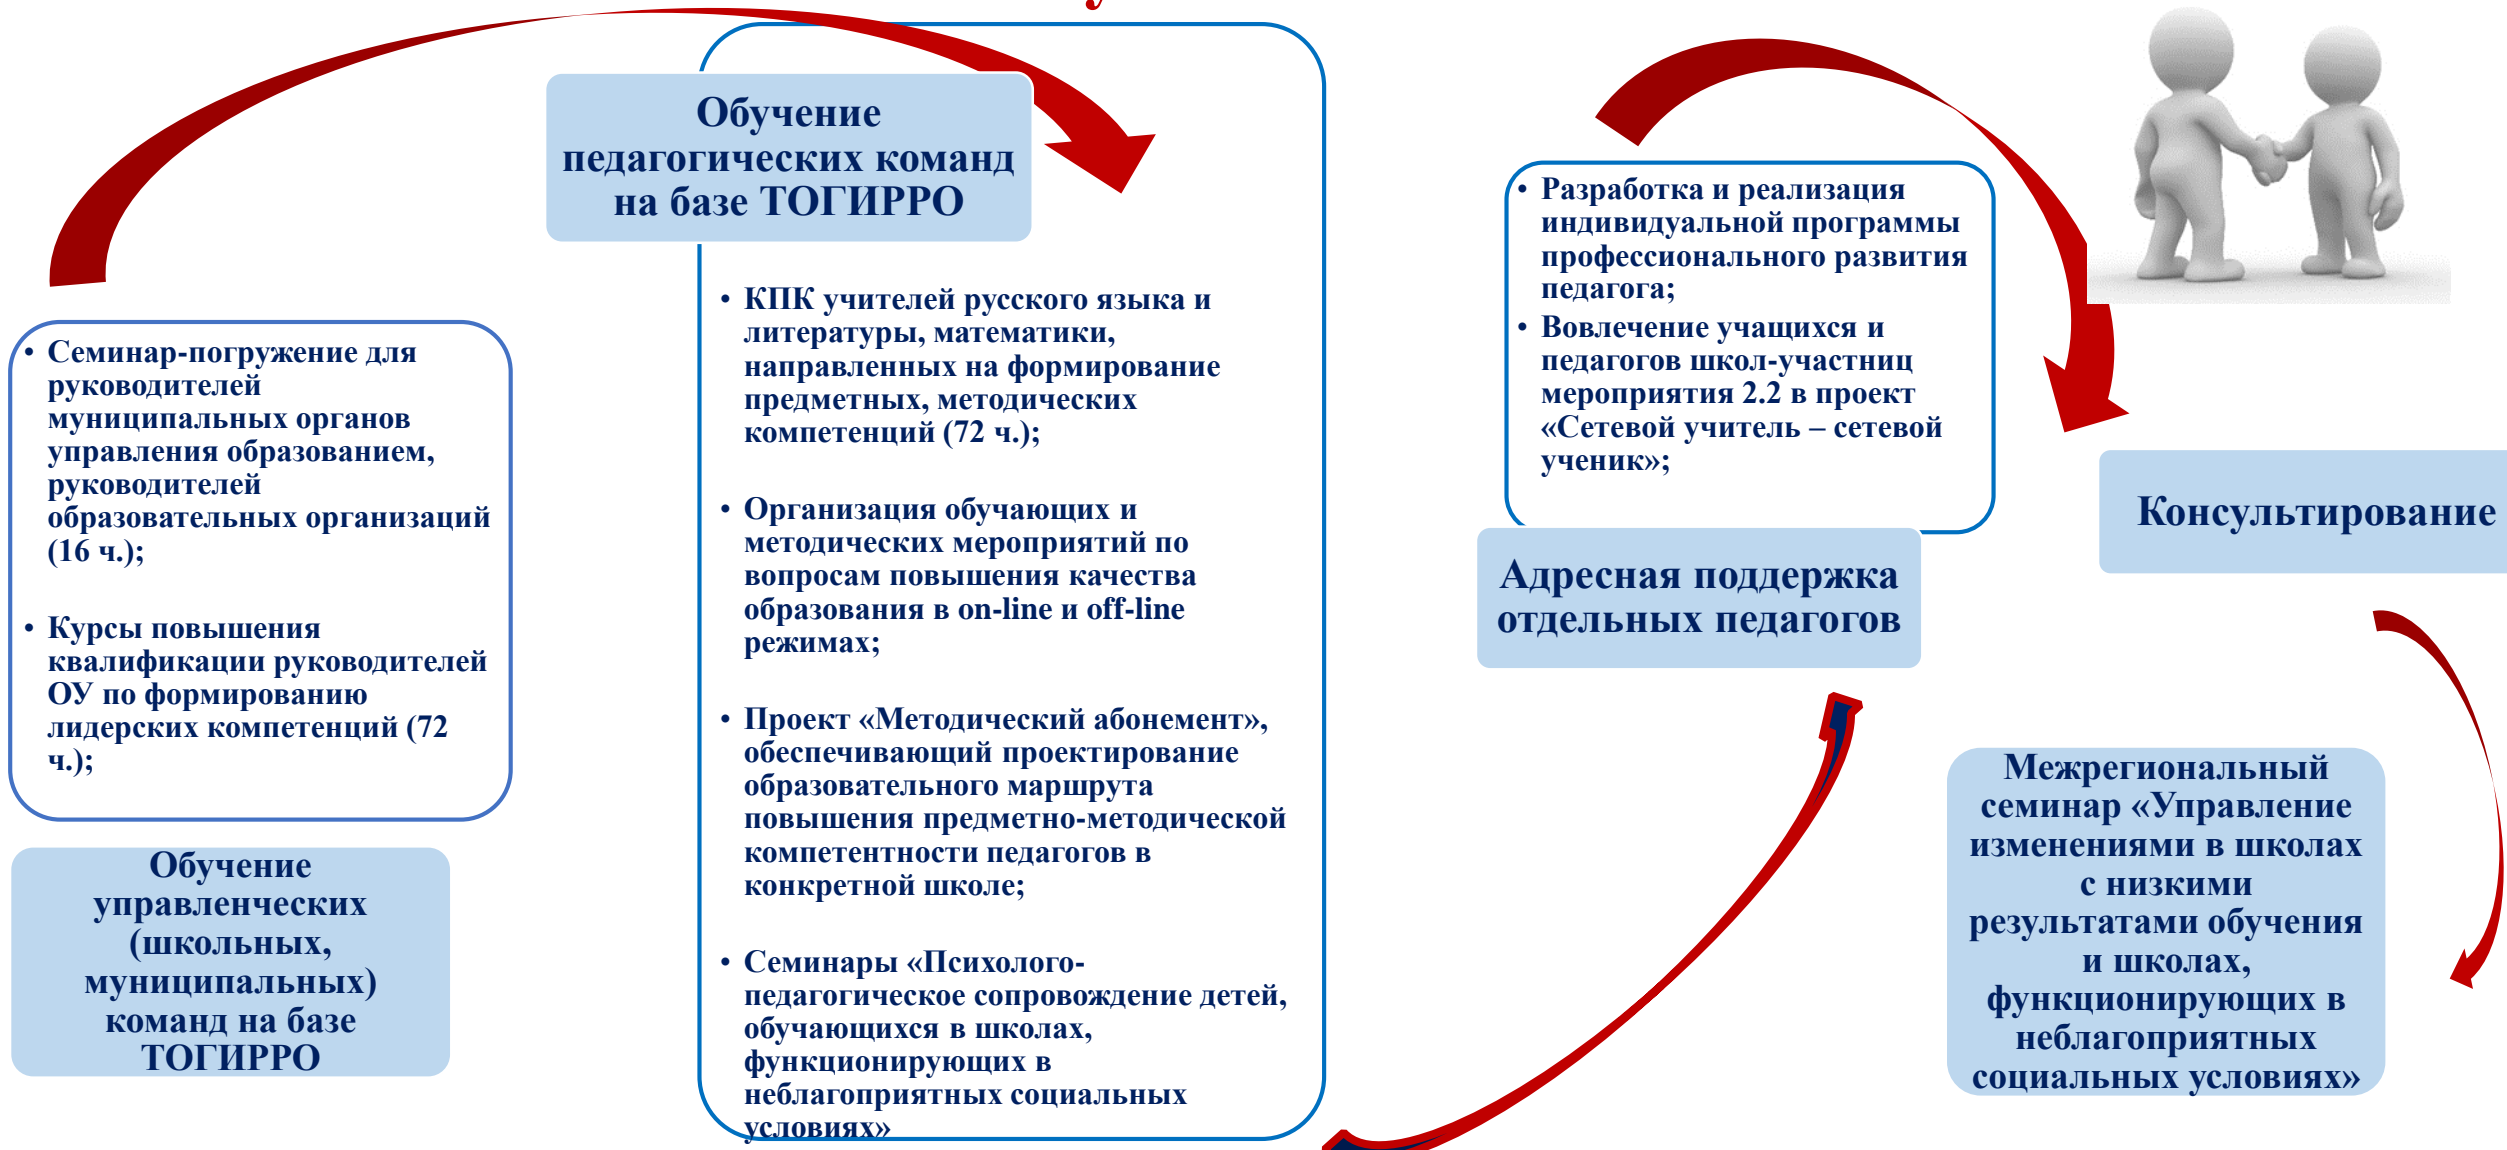 Семинар-погружение для
руководителей
муниципальных органов
управления образованием,
руководителей
образовательных организаций
(16 ч.);
Курсы повышения
квалификации руководителей
ОУ по формированию
лидерских компетенций (72
ч.);
Обучение
управленческих
(школьных,
муниципальных)
команд на базе
ТОГИРРО
Обучение
педагогических команд
на базе ТОГИРРО
КПК учителей русского языка и
литературы, математики,
направленных на формирование
предметных, методических
компетенций (72 ч.);
Организация обучающих и
методических мероприятий по
вопросам повышения качества
образования в on-line и off-line
режимах;
Проект «Методический абонемент»,
обеспечивающий проектирование
образовательного маршрута
повышения предметно-методической
компетентности педагогов в
конкретной школе;
Семинары «Психолого-
педагогическое сопровождение детей,
обучающихся в школах,
функционирующих в
неблагоприятных социальных
условиях»
Разработка и реализация
индивидуальной программы
профессионального развития
педагога;
Вовлечение учащихся и
педагогов школ-участниц
мероприятия 2.2 в проект
«Сетевой учитель – сетевой
ученик»;
Адресная поддержка
отдельных педагогов
Консультирование
Межрегиональный
семинар «Управление
изменениями в школах
с низкими
результатами обучения
и школах,
функционирующих в
неблагоприятных
социальных условиях»